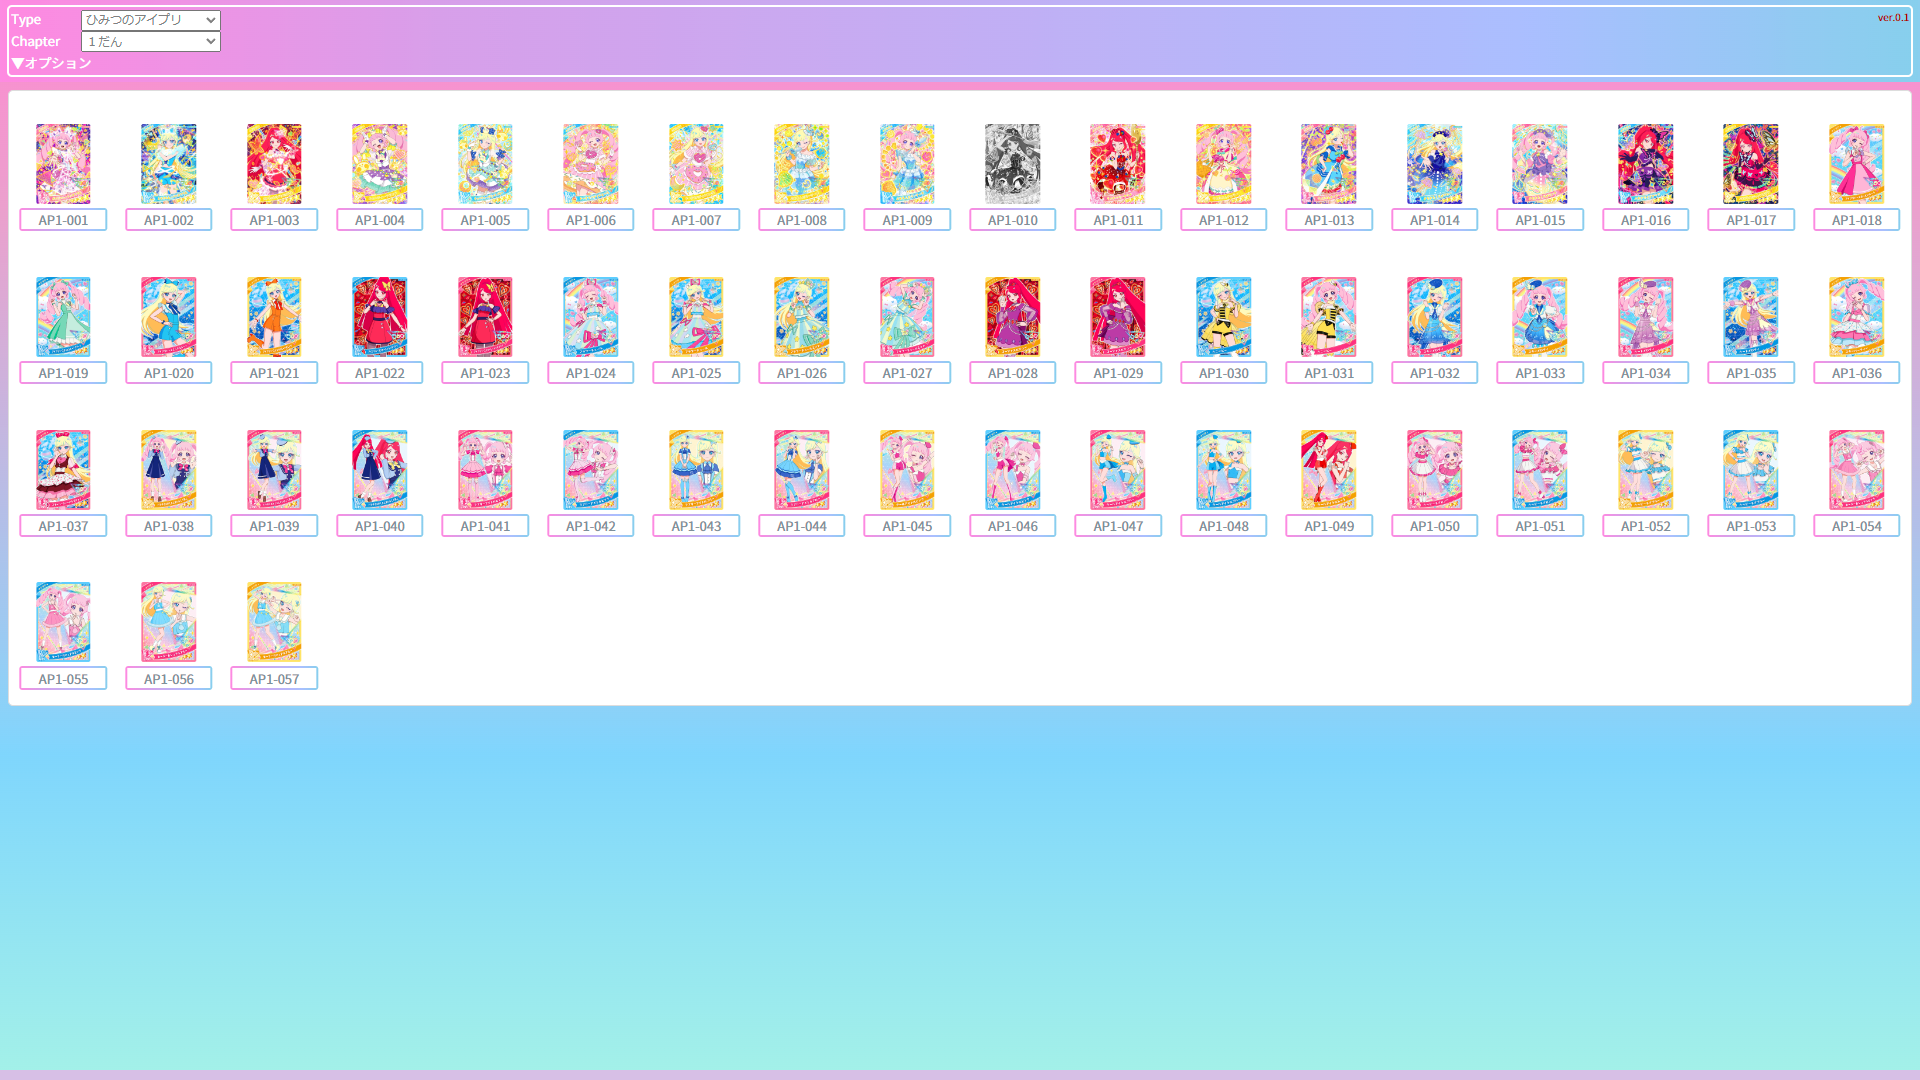 Type ひみつのアイプリ ver.0.1
Chapter 1だん
▼オプション
AP1-001 AP1-002 AP1-003 AP1-004 AP1-005 AP1-006 AP1-007 AP1-008 AP1-009 AP1-010 AP1-011 AP1-012 AP1-013 AP1-014 AP1-015 AP1-016 AP1-017 AP1-018
AP1-019 AP1-020 AP1-021 AP1-022 AP1-023 AP1-024 AP1-025 AP1-026 AP1-027 AP1-028 AP1-029 AP1-030 AP1-031 AP1-032 AP1-033 AP1-034 AP1-035 AP1-036
AP1-037 AP1-038 AP1-039 AP1-040 AP1-041 AP1-042 AP1-043 AP1-044 AP1-045 AP1-046 AP1-047 AP1-048 AP1-049 AP1-050 AP1-051 AP1-052 AP1-053 AP1-054
AP1-055 AP1-056 AP1-057